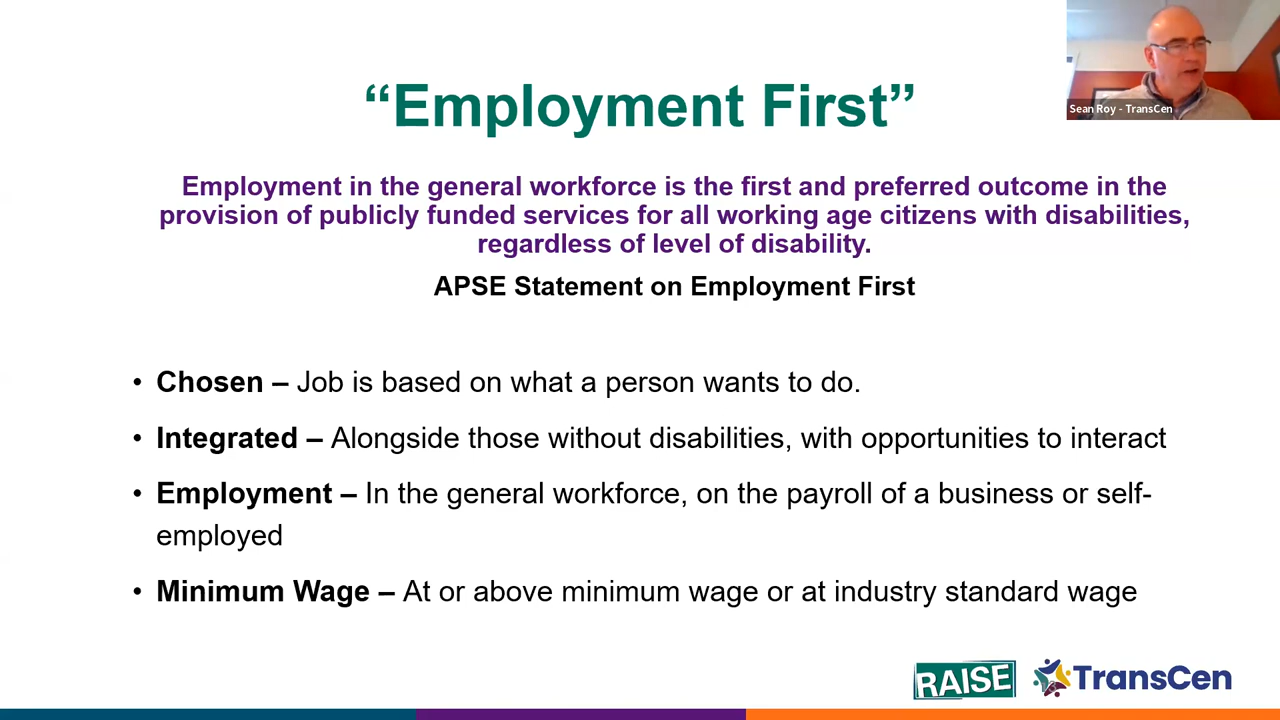 Sean Roy - TransCen
“Employment First”
Employment in the general workforce is the first and preferred outcome in the
provision of publicly funded services for all working age citizens with disabilities,
regardless of level of disability.
APSE Statement on Employment First
• Chosen – Job is based on what a person wants to do.
• Integrated – Alongside those without disabilities, with opportunities to interact
• Employment – In the general workforce, on the payroll of a business or self-
employed
• Minimum Wage – At or above minimum wage or at industry standard wage
RAISE
TransCen